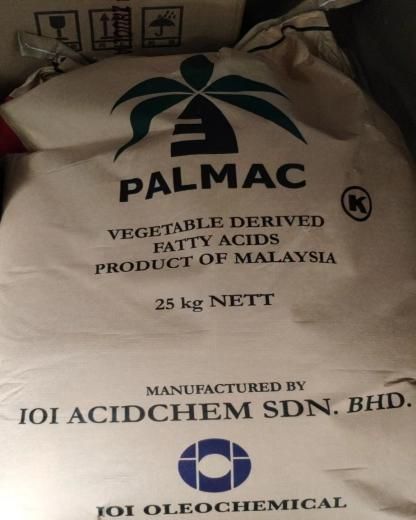 PALMAC
K
VEGETABLE DERIVED
FATTY ACIDS
PRODUCT OF MALAYSIA
25 kg NETT
MANUFACTURED BY
IOI ACIDCHEM SDN. BHD.
IOI OLEOCHEMICAL